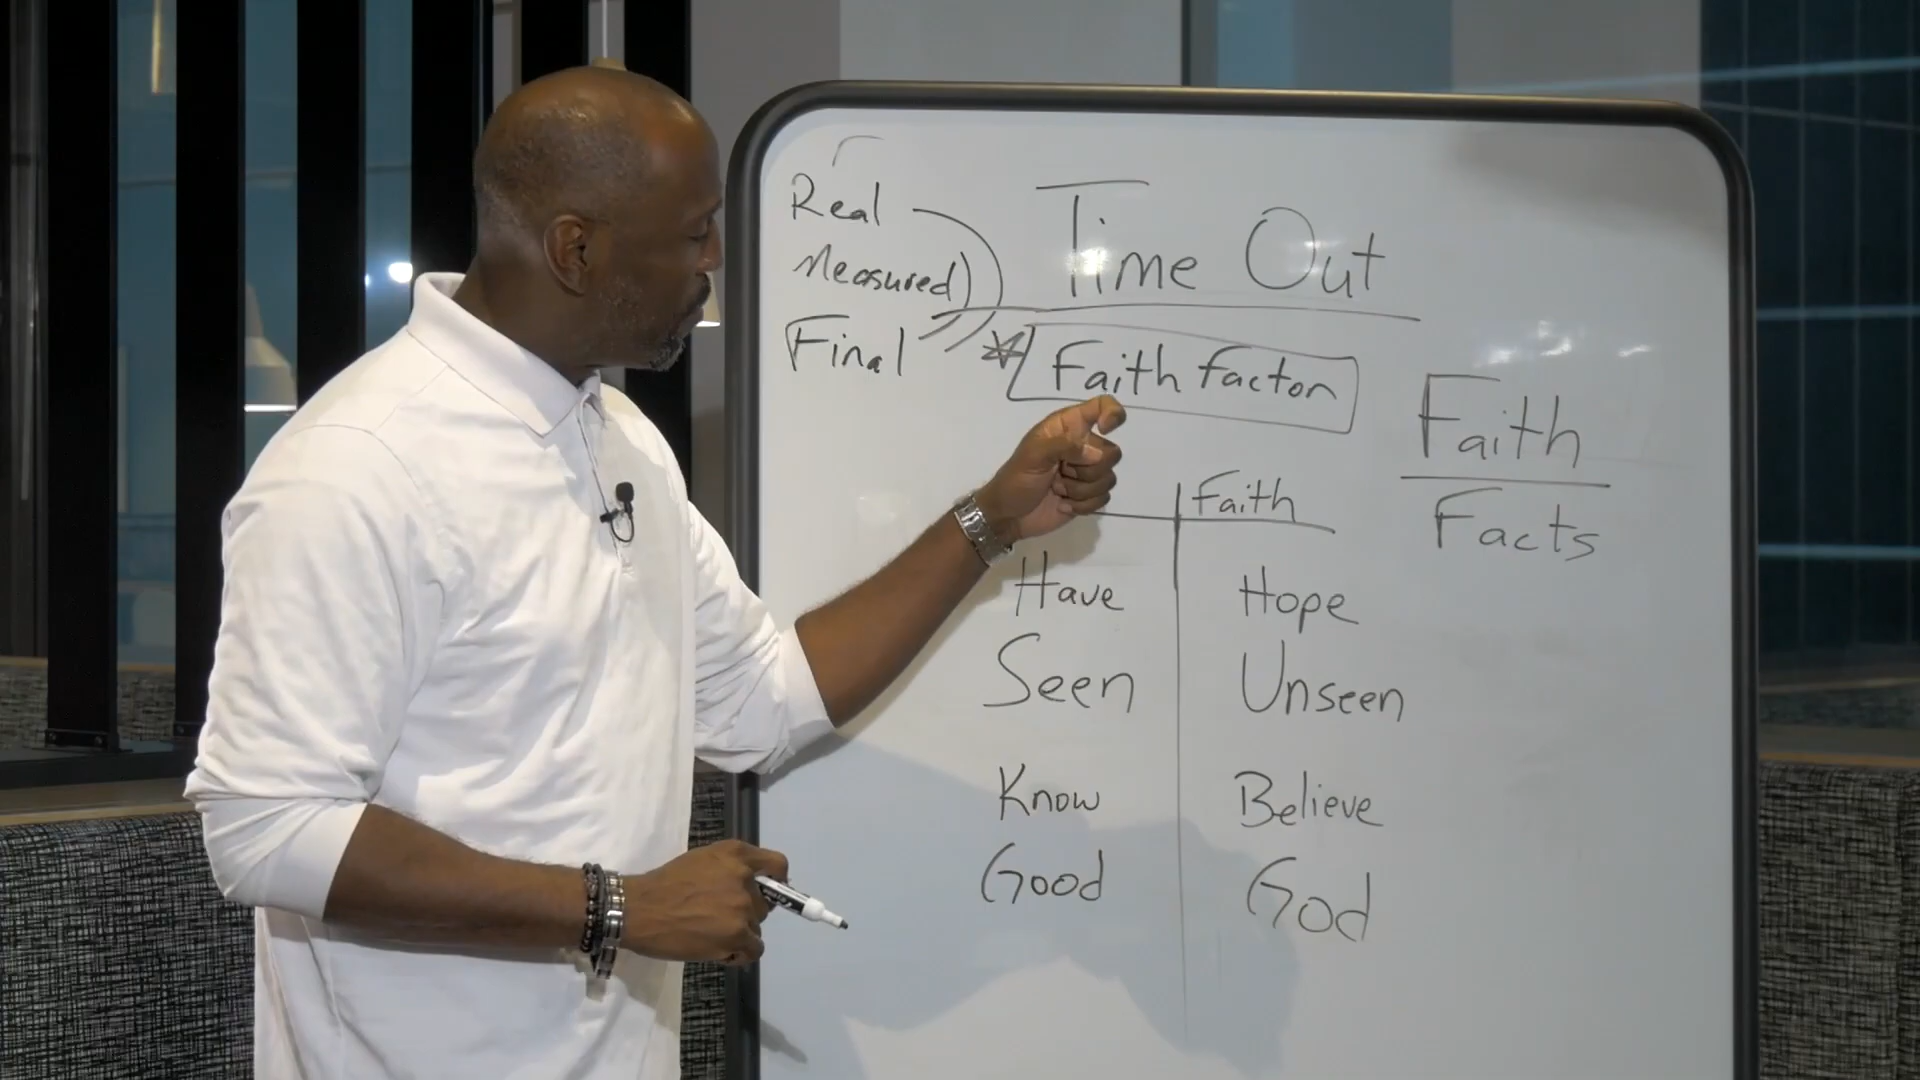 Real
Measured)
Final
Time Out
Faith factor
Faith
Have Hope
Seen Unseen
Know Believe
Good God
Faith
Facts